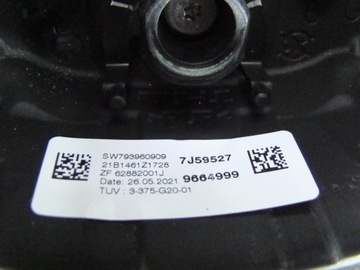 SW793960909
21B1461Z1728 7J59527
ZF 62882001J
Date: 26.05.2021 9664999
TUV : 3-375-G20-01